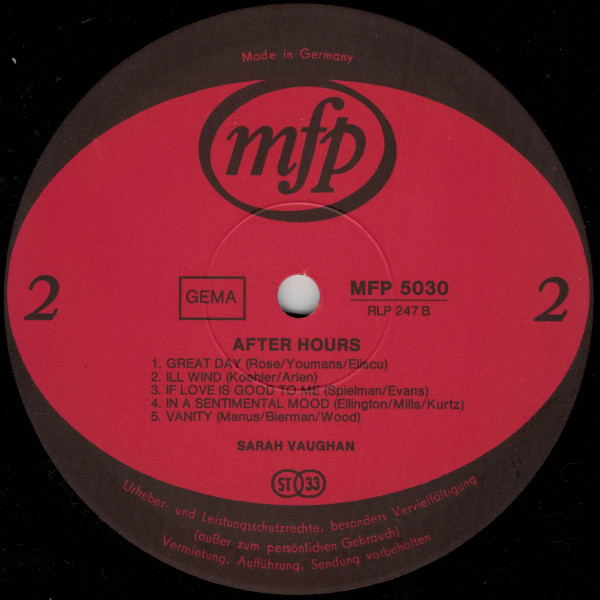 Made in Germany
mfp
2
2
GEMA
MFP 5030
RLP 247 B
AFTER HOURS
1. GREAT DAY (Rose/Youmans/Eliscu)
2. ILL WIND (Koehler/Arlen)
3. IF LOVE IS GOOD TO ME (Spielman/Evans)
4. IN A SENTIMENTAL MOOD (Ellington/Mills/Kurtz)
5. VANITY (Manus/Bierman/Wood)
SARAH VAUGHAN
ST 33
Urheber- und Leistungsschutzrechte, besonders Vervielfältigung
(außer zum persönlichen Gebrauch)
Vermietung, Aufführung, Sendung vorbehalten